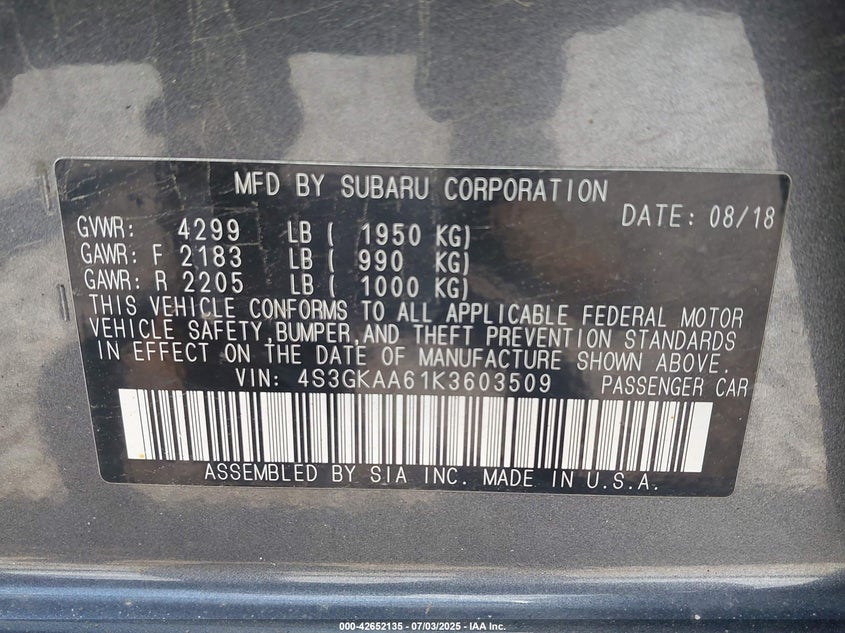 MFD BY SUBARU CORPORATION
DATE: 08/18
GVWR: 4299 LB ( 1950 KG)
GAWR: F 2183 LB ( 990 KG)
GAWR: R 2205 LB ( 1000 KG)
THIS VEHICLE CONFORMS TO ALL APPLICABLE FEDERAL MOTOR
VEHICLE SAFETY,BUMPER,AND THEFT PREVENTION STANDARDS
IN EFFECT ON THE DATE OF MANUFACTURE SHOWN ABOVE.
VIN: 4S3GKAA61K3603509 PASSENGER CAR
ASSEMBLED BY SIA INC. MADE IN U.S.A.
000-42652135 - 07/03/2025 - IAA Inc.